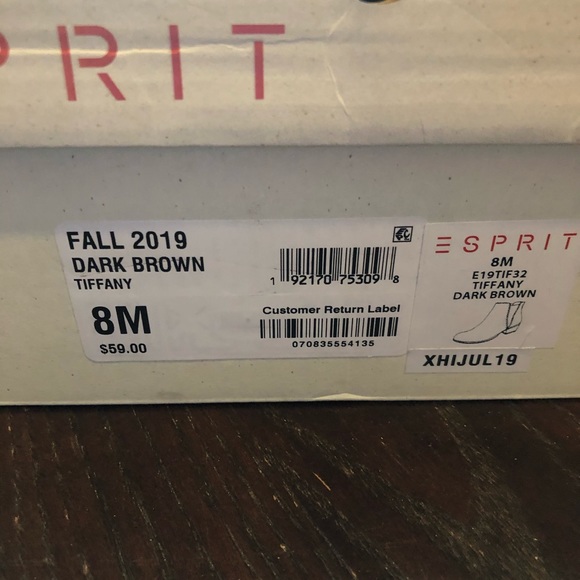 PRIT
FALL 2019
DARK BROWN
TIFFANY
8M
$59.00
1 92170 75309 8
Customer Return Label
070835554135
ESPRIT
8M
E19TIF32
TIFFANY
DARK BROWN
XHIJUL19